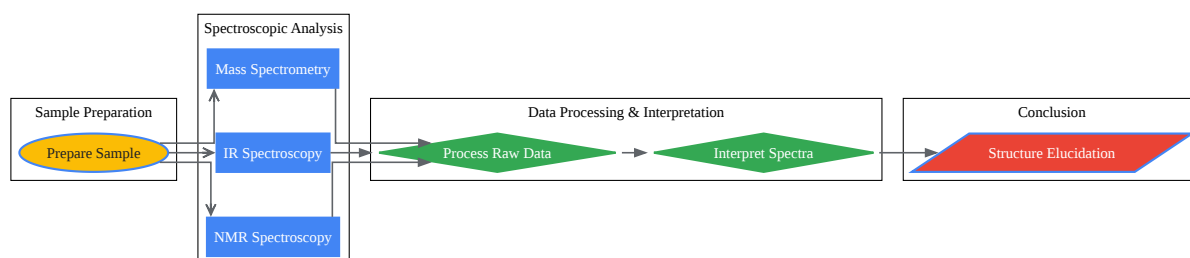 Sample Preparation
Prepare Sample
Spectroscopic Analysis
Mass Spectrometry
IR Spectroscopy
NMR Spectroscopy
Data Processing & Interpretation
Process Raw Data
Interpret Spectra
Conclusion
Structure Elucidation